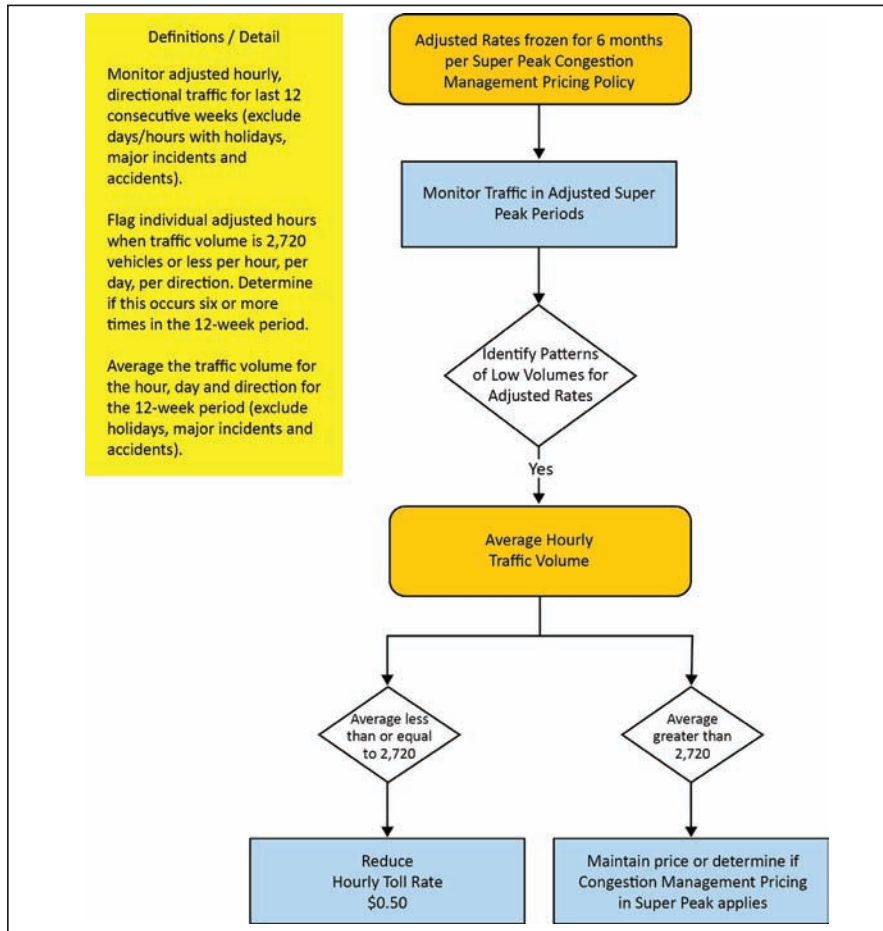 Definitions / Detail
Monitor adjusted hourly,
directional traffic for last 12
consecutive weeks (exclude
days/hours with holidays,
major incidents and
accidents).
Flag individual adjusted hours
when traffic volume is 2,720
vehicles or less per hour, per
day, per direction. Determine
if this occurs six or more
times in the 12-week period.
Average the traffic volume for
the hour, day and direction for
the 12-week period (exclude
holidays, major incidents and
accidents).
Adjusted Rates frozen for 6 months
per Super Peak Congestion
Management Pricing Policy
Monitor Traffic in Adjusted Super
Peak Periods
Identify Patterns
of Low Volumes for
Adjusted Rates
Yes
Average Hourly
Traffic Volume
Average less
than or equal
to 2,720
Average
greater than
2,720
Reduce
Hourly Toll Rate
$0.50
Maintain price or determine if
Congestion Management Pricing
in Super Peak applies